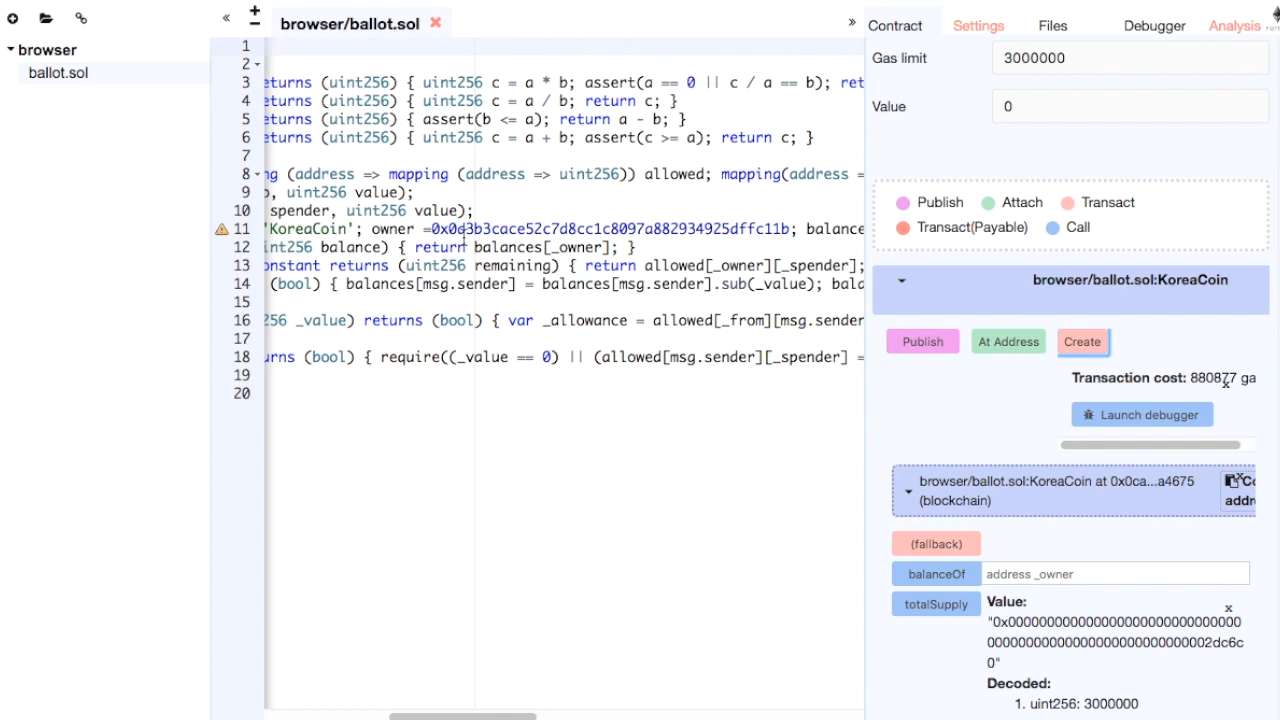 browser
ballot.sol
«
+
−
browser/ballot.sol ✖
»
1
2
3 eturns (uint256) { uint256 c = a * b; assert(a == 0 || c / a == b); ret
4 eturns (uint256) { uint256 c = a / b; return c; }
5 eturns (uint256) { assert(b <= a); return a - b; }
6 eturns (uint256) { uint256 c = a + b; assert(c >= a); return c; }
7
8 ng (address => mapping (address => uint256)) allowed; mapping(address =
9 o, uint256 value);
10 spender, uint256 value);
11 'KoreaCoin'; owner =0x0d3b3cace52c7d8cc1c8097a882934925dffc11b; balance
12 int256 balance) { return balances[_owner]; }
13 onstant returns (uint256 remaining) { return allowed[_owner][_spender];
14 (bool) { balances[msg.sender] = balances[msg.sender].sub(_value); bala
15
16 256 _value) returns (bool) { var _allowance = allowed[_from][msg.sender
17
18 urns (bool) { require((_value == 0) || (allowed[msg.sender][_spender] =
19
20
Contract Settings Files Debugger Analysis
Gas limit 3000000
Value 0
Publish Attach Transact
Transact(Payable) Call
browser/ballot.sol:KoreaCoin
Publish At Address Create
Transaction cost: 880877 ga
x
Launch debugger
browser/ballot.sol:KoreaCoin at 0x0ca...a4675
(blockchain)
Co
addre
x
(fallback)
balanceOf address _owner
totalSupply Value:
x
"0x0000000000000000000000000000
000000000000000000000000002dc6c
0"
Decoded:
1. uint256: 3000000